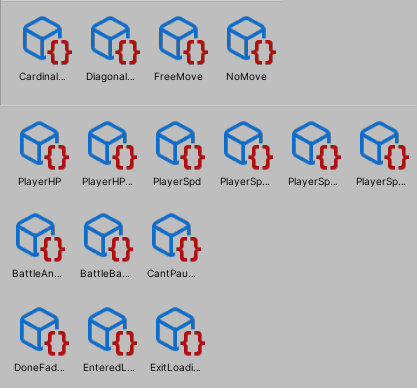 Cardinal... Diagonal... FreeMove NoMove
PlayerHP PlayerHP... PlayerSpd PlayerSp... PlayerSp... PlayerSp...
BattleAn... BattleBa... CantPau...
DoneFad... EnteredL... ExitLoadi...